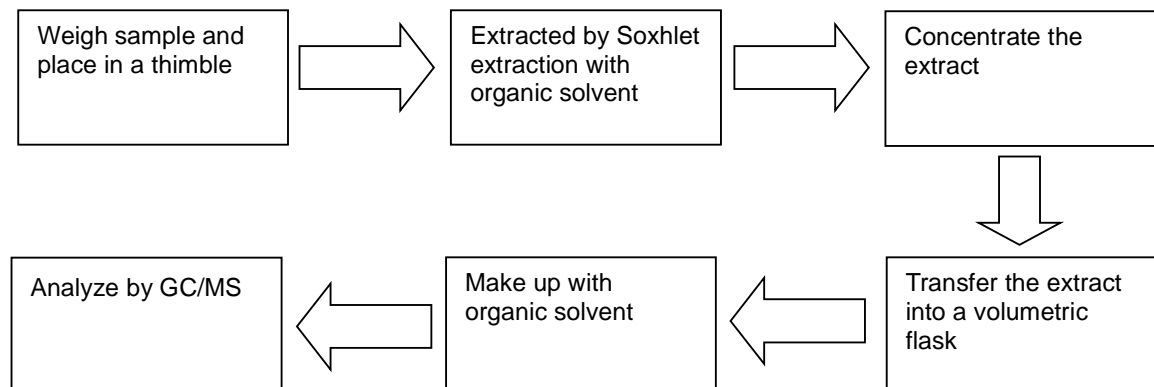 Weigh sample and
place in a thimble
Extracted by Soxhlet
extraction with
organic solvent
Concentrate the
extract
Transfer the extract
into a volumetric
flask
Make up with
organic solvent
Analyze by GC/MS